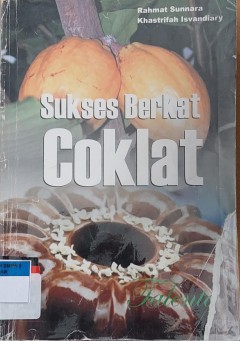 Rahmat Sunnara
Khastrifah Isvandiary
Sukses Berkat
Coklat